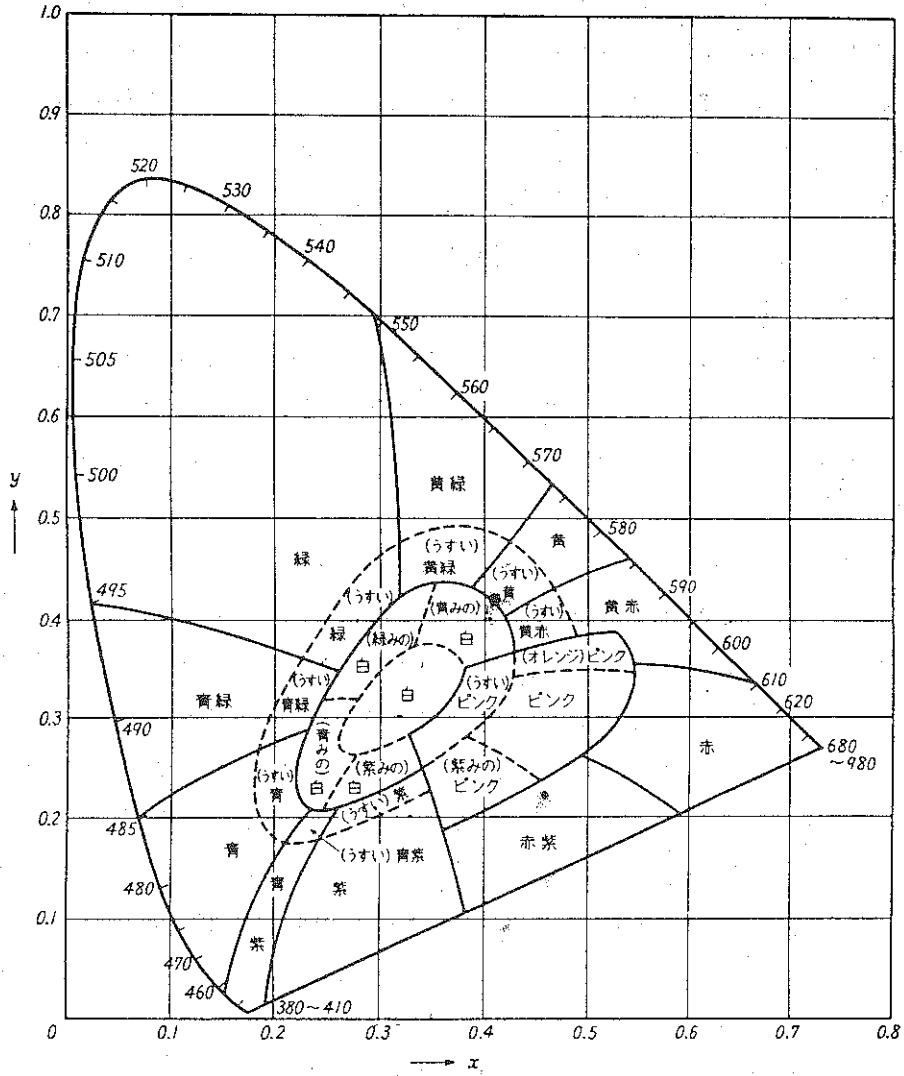 1.0
0.9
0.8
0.7
0.6
0.5
0.4
0.3
0.2
0.1
0
0.1
0.2
0.3
0.4
0.5
0.6
0.7
0.8
y
x
520
530
540
510
550
505
560
500
570
580
495
590
600
610
620
490
680
~980
485
480
470
460
380~410
黄緑
緑
黄
(うすい)
黄緑
(うすい)
黄
(うすい)
緑
(黄みの)
白
(うすい)
黄赤
黄赤
(緑みの)
白
(オレンジ)ピンク
(うすい)
青緑
白
(うすい)
ピンク
ピンク
青緑
赤
(青みの)
白
(紫みの)
白
(紫みの)
ピンク
(うすい)
青
(うすい)紫
(うすい)青紫
赤紫
青
青
紫
紫